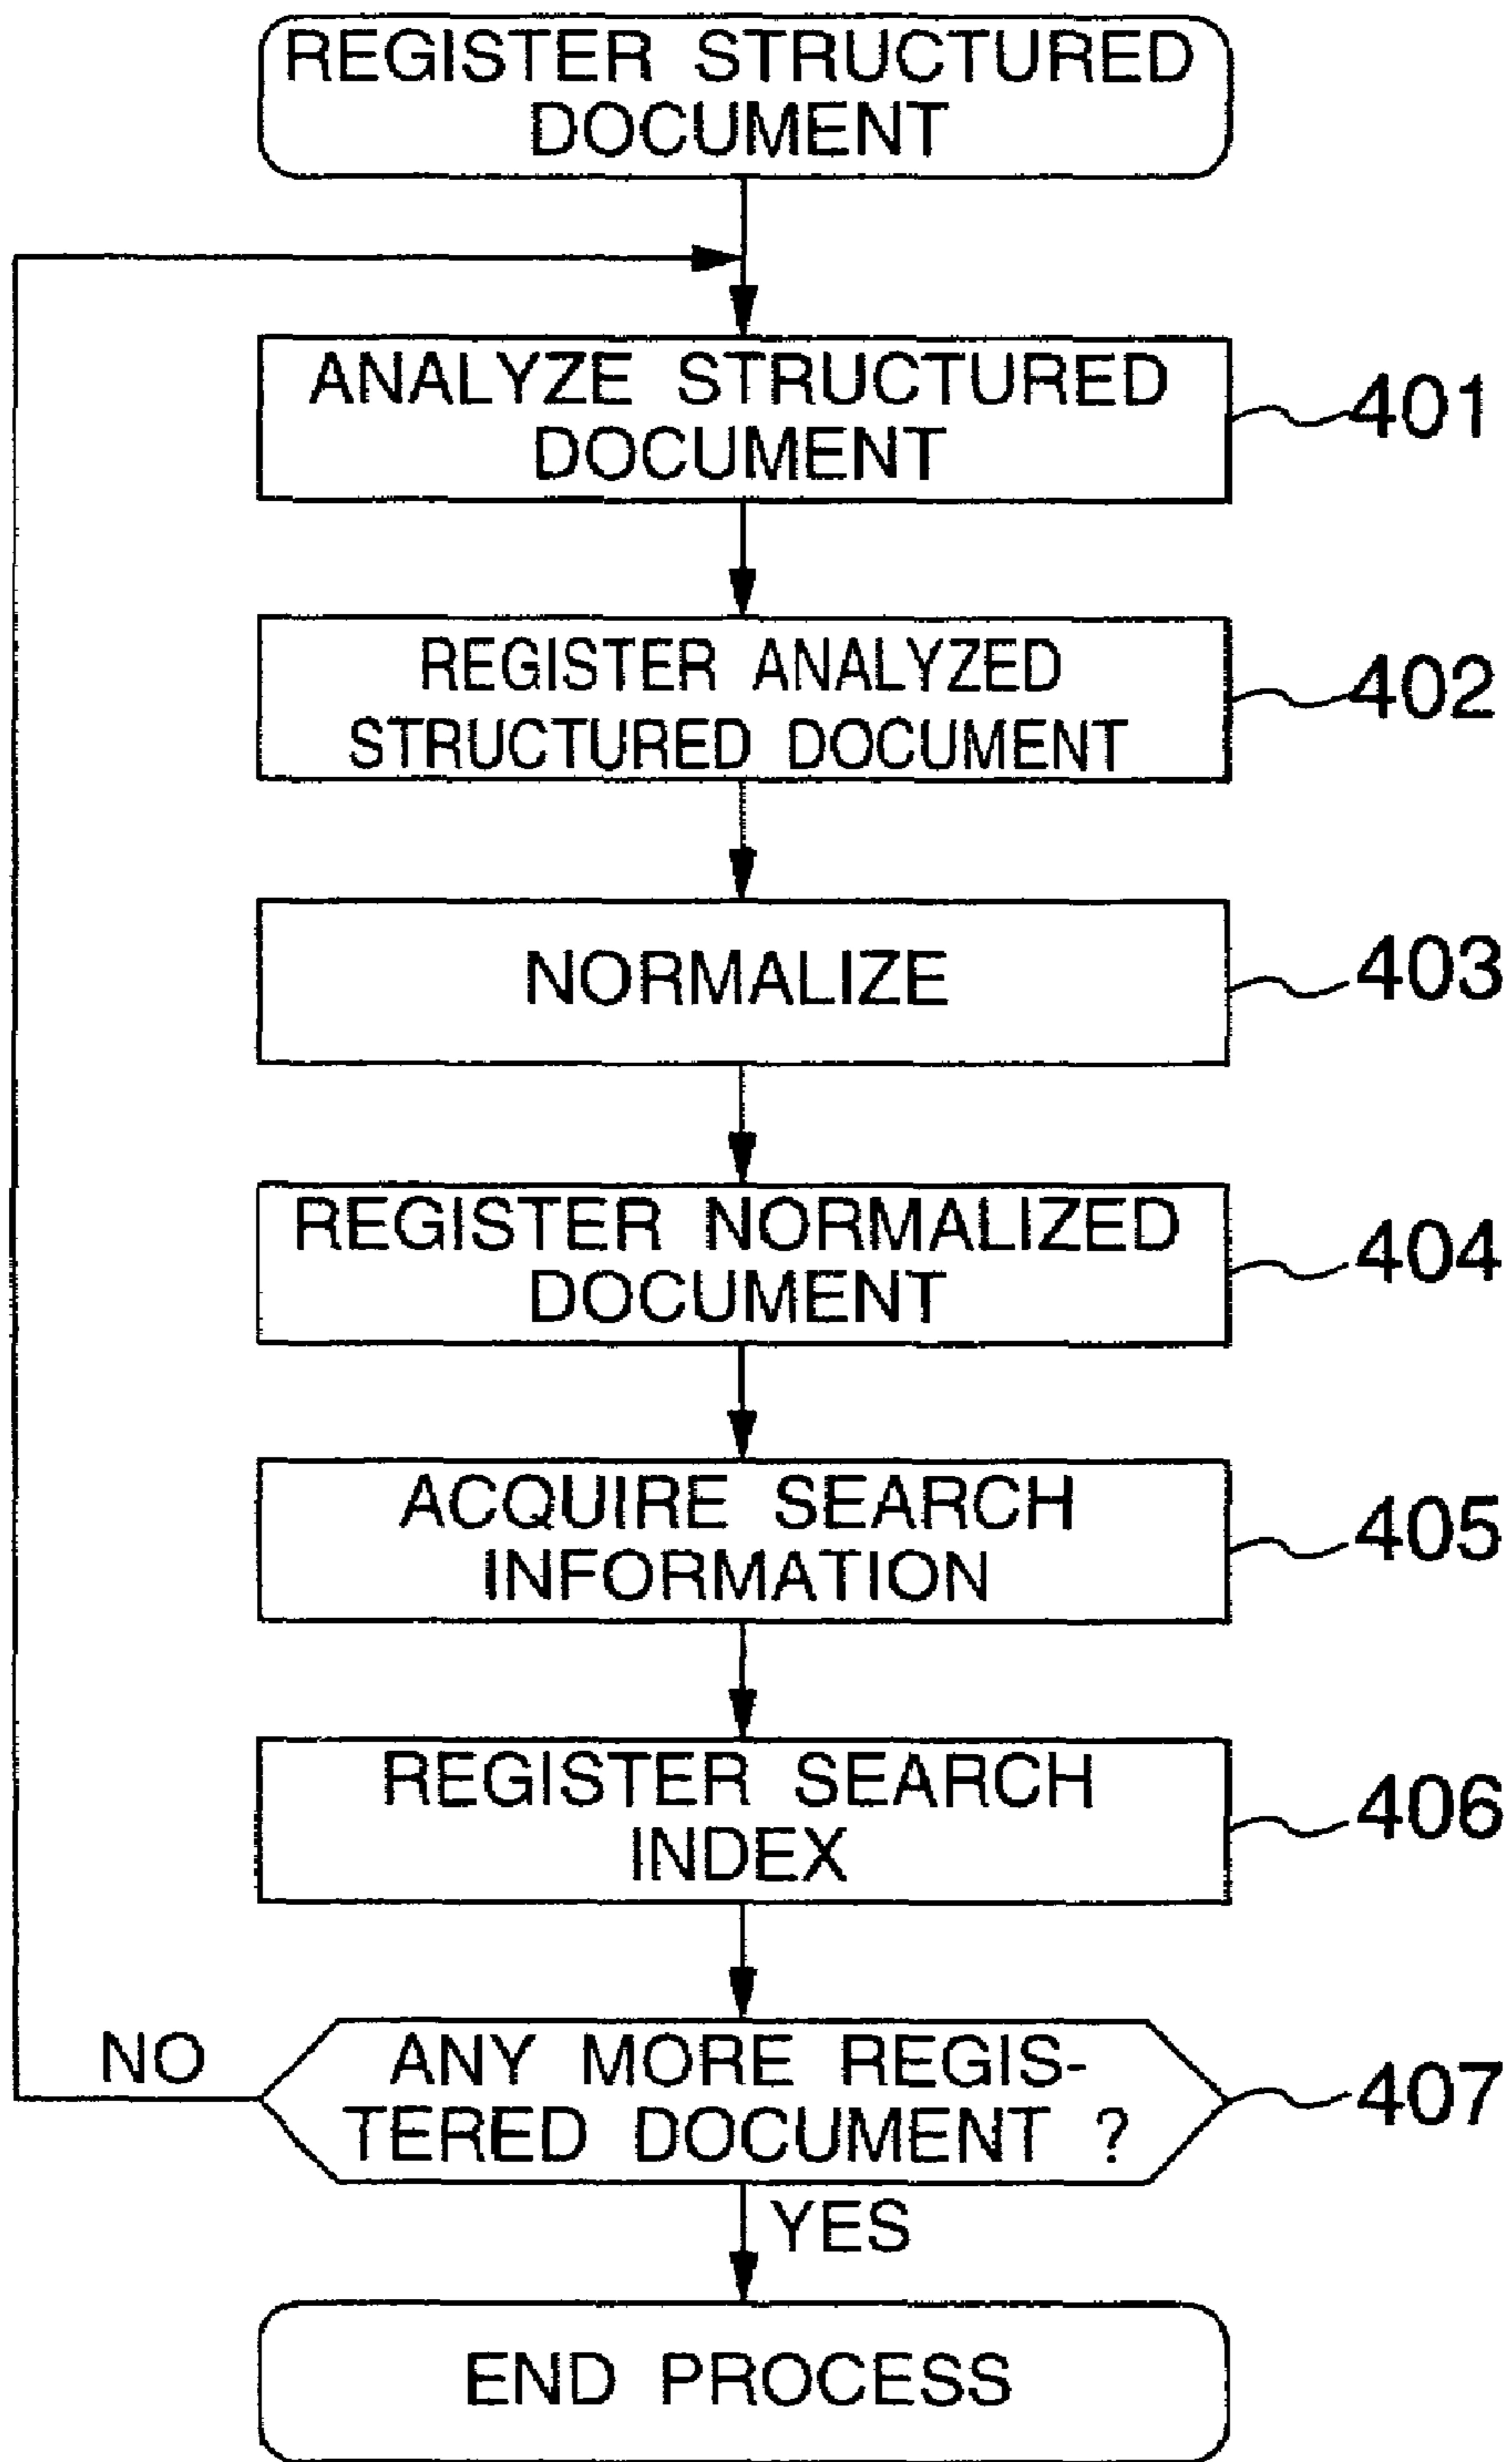 REGISTER STRUCTURED
DOCUMENT
ANALYZE STRUCTURED
DOCUMENT
401
REGISTER ANALYZED
STRUCTURED DOCUMENT
402
NORMALIZE
403
REGISTER NORMALIZED
DOCUMENT
404
ACQUIRE SEARCH
INFORMATION
405
REGISTER SEARCH
INDEX
406
NO
ANY MORE REGIS-
TERED DOCUMENT ?
407
YES
END PROCESS